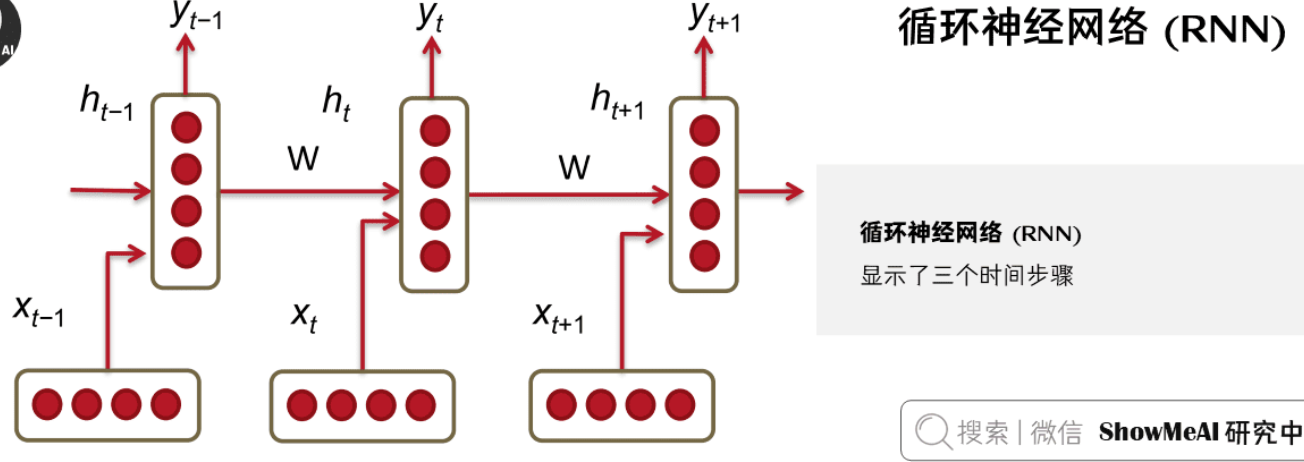 AI
y_{t−1}
y_t
y_{t+1}
循环神经网络 (RNN)
h_{t−1}
h_t
h_{t+1}
W
W
循环神经网络 (RNN)
显示了三个时间步骤
x_{t−1}
x_t
x_{t+1}
搜索 | 微信 ShowMeAI 研究中